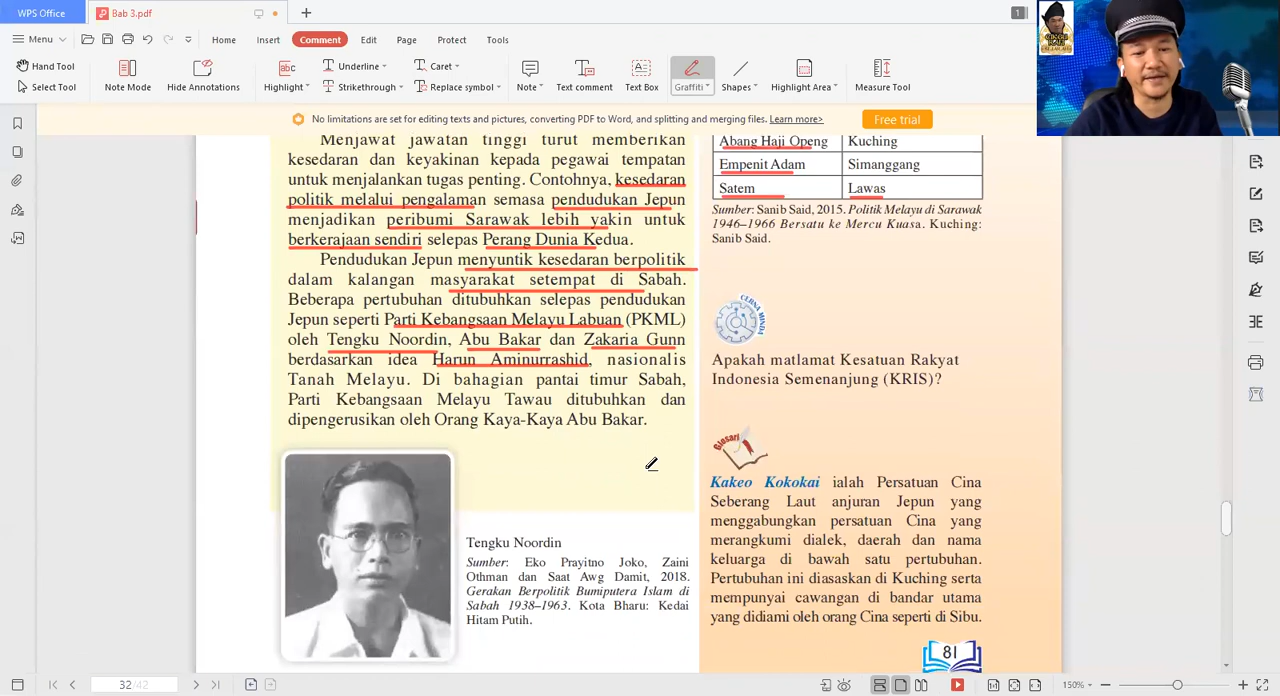 WPS Office
Bab 3.pdf
1
Menu
Home
Insert
Comment
Edit
Page
Protect
Tools
Hand Tool
Select Tool
Note Mode
Hide Annotations
Highlight
Underline
Strikethrough
Caret
Replace symbol
Note
Text comment
Text Box
Graffiti
Shapes
Highlight Area
Measure Tool
No limitations are set for editing texts and pictures, converting PDF to Word, and splitting and merging files. Learn more>
Free trial
Menjawat jawatan tinggi turut memberikan
kesedaran dan keyakinan kepada pegawai tempatan
untuk menjalankan tugas penting. Contohnya, kesedaran
politik melalui pengalaman semasa pendudukan Jepun
menjadikan peribumi Sarawak lebih yakin untuk
berkerajaan sendiri selepas Perang Dunia Kedua.
Pendudukan Jepun menyuntik kesedaran berpolitik
dalam kalangan masyarakat setempat di Sabah.
Beberapa pertubuhan ditubuhkan selepas pendudukan
Jepun seperti Parti Kebangsaan Melayu Labuan (PKML)
oleh Tengku Noordin, Abu Bakar dan Zakaria Gunn
berdasarkan idea Harun Aminurrashid, nasionalis
Tanah Melayu. Di bahagian pantai timur Sabah,
Parti Kebangsaan Melayu Tawau ditubuhkan dan
dipengerusikan oleh Orang Kaya-Kaya Abu Bakar.
Tengku Noordin
Sumber: Eko Prayitno Joko, Zaini
Othman dan Saat Awg Damit, 2018.
Gerakan Berpolitik Bumiputera Islam di
Sabah 1938–1963. Kota Bharu: Kedai
Hitam Putih.
Abang Haji Openg Kuching
Empenit Adam Simanggang
Satem Lawas
Sumber: Sanib Said, 2015. Politik Melayu di Sarawak
1946–1966 Bersatu ke Mercu Kuasa. Kuching:
Sanib Said.
CERNA MINDA
Apakah matlamat Kesatuan Rakyat
Indonesia Semenanjung (KRIS)?
Glosari
Kakeo Kokokai ialah Persatuan Cina
Seberang Laut anjuran Jepun yang
menggabungkan persatuan Cina yang
merangkumi dialek, daerah dan nama
keluarga di bawah satu pertubuhan.
Pertubuhan ini diasaskan di Kuching serta
mempunyai cawangan di bandar utama
yang didiami oleh orang Cina seperti di Sibu.
81
32/42
150%